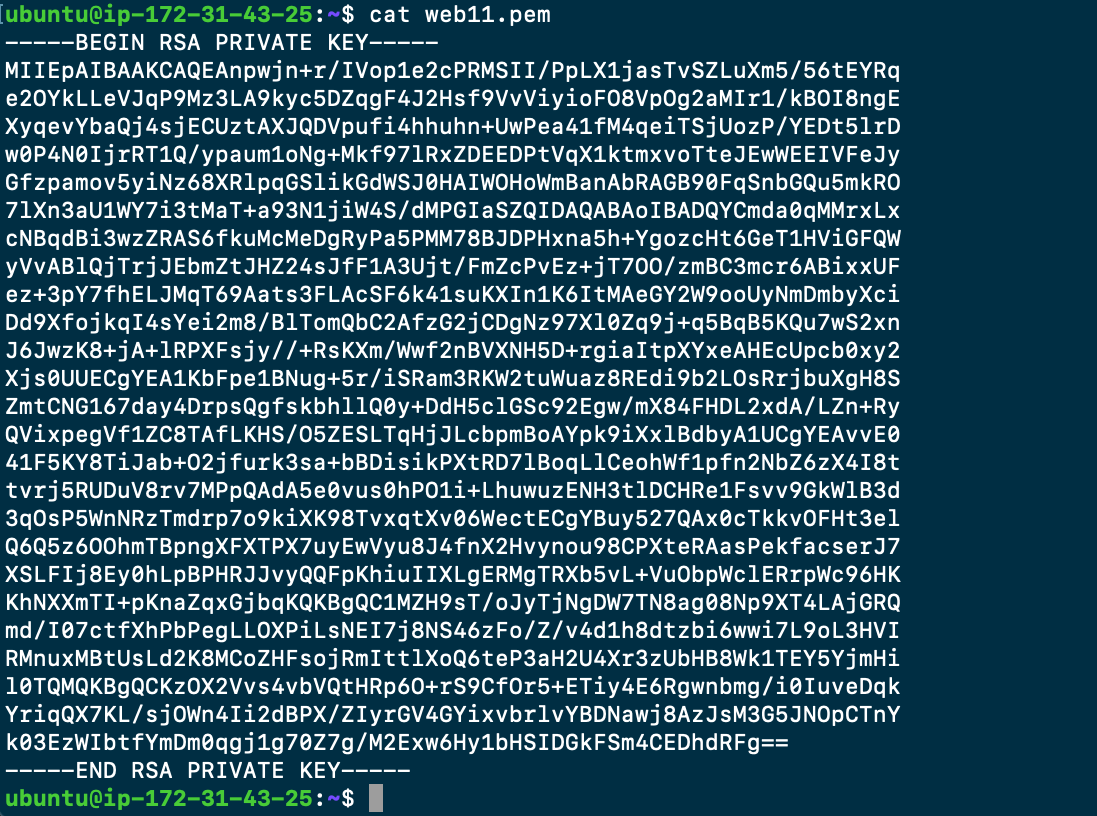 ubuntu@ip-172-31-43-25:~$ cat web11.pem
-----BEGIN RSA PRIVATE KEY-----
MIIEpAIBAAKCAQEAnpwjn+r/IVop1e2cPRMSII/PpLX1jasTvSZLuXm5/56tEYRq
e2OYkLLeVJqP9Mz3LA9kyc5DZqgF4J2Hsf9VvViyioFO8VpOg2aMIr1/kBOI8ngE
XyqevYbaQj4sjECUztAXJQDVpufi4hhuhn+UwPea41fM4qeiTSjUozP/YEDt5lrD
w0P4N0IjrRT1Q/ypaum1oNg+Mkf97lRxZDEEDPtVqX1ktmxvoTteJEwWEEIVFeJy
Gfzpamov5yiNz68XRlpqGSlikGdWSJ0HAIWOHoWmBanAbRAGB90FqSnbGQu5mkRO
7lXn3aU1WY7i3tMaT+a93N1jiW4S/dMPGIaSZQIDAQABAoIBADQYCmda0qMMrxLx
cNBqdBi3wzZRAS6fkuMcMeDgRyPa5PMM78BJDPHxna5h+YgozcHt6GeT1HViGFQW
yVvABlQjTrjJEbmZtJHZ24sJfF1A3Ujt/FmZcPvEz+jT7OO/zmBC3mcr6ABixxUF
ez+3pY7fhELJMqT69Aats3FLAcSF6k41suKXIn1K6ItMAeGY2W9ooUyNmDmbyXci
Dd9XfojkqI4sYei2m8/BlTomQbC2AfzG2jCDgNz97Xl0Zq9j+q5BqB5KQu7wS2xn
J6JwzK8+jA+lRPXFsjy//+RsKXm/Wwf2nBVXNH5D+rgiaItpXYxeAHEcUpcb0xy2
Xjs0UUECgYEA1KbFpe1BNug+5r/iSRam3RKW2tuWuaz8REdi9b2LOsRrjbuXgH8S
ZmtCNG167day4DrpsQgfskbhllQ0y+DdH5clGSc92Egw/mX84FHDL2xdA/LZn+Ry
QVixpegVf1ZC8TAfLKHS/O5ZESLTqHjJLcbpmBoAYpk9iXxlBdbyA1UCgYEAvvE0
41F5KY8TiJab+O2jfurk3sa+bBDisikPXtRD7lBoqLlCeohWf1pfn2NbZ6zX4I8t
tvrj5RUDuV8rv7MPpQAdA5e0vus0hPO1i+LhuwuzENH3tlDCHRe1Fsvv9GkWlB3d
3qOsP5WnNRzTmdrp7o9kiXK98TvxqtXv06WectECgYBuy527QAx0cTkkvOFHt3el
Q6Q5z6OOhmTBpngXFXTPX7uyEwVyu8J4fnX2Hvynou98CPXteRAasPekfacserJ7
XSLFIj8Ey0hLpBPHRJJvyQQFpKhiuIIXLgERMgTRXb5vL+VuObpWclERrpWc96HK
KhNXXmTI+pKnaZqxGjbqKQKBgQC1MZH9sT/oJyTjNgDW7TN8ag08Np9XT4LAjGRQ
md/I07ctfXhPbPegLLOXPiLsNEI7j8NS46zFo/Z/v4d1h8dtzbi6wwi7L9oL3HVI
RMnuxMBtUsLd2K8MCoZHFsojRmIttlXoQ6teP3aH2U4Xr3zUbHB8Wk1TEY5YjmHi
l0TQMQKBgQCKzOX2Vvs4vbVQtHRp6O+rS9CfOr5+ETiy4E6Rgwnbmg/i0IuveDqk
YriqQX7KL/sjOWn4Ii2dBPX/ZIyrGV4GYixvbrlvYBDNawj8AzJsM3G5JNOpCTnY
k03EzWIbtfYmDm0qgj1g70Z7g/M2Exw6Hy1bHSIDGkFSm4CEDhdRFg==
-----END RSA PRIVATE KEY-----
ubuntu@ip-172-31-43-25:~$